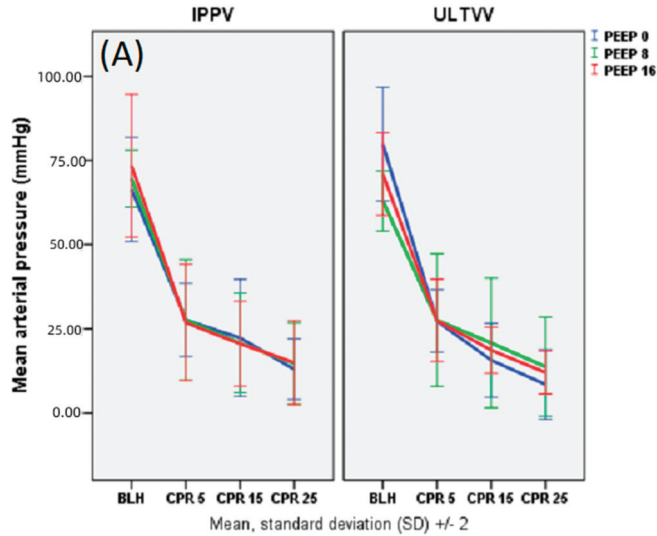 IPPV ULTVV
(A)
PEEP 0
PEEP 8
PEEP 16
Mean arterial pressure (mmHg)
100.00
75.00
50.00
25.00
0.00
BLH CPR 5 CPR 15 CPR 25 BLH CPR 5 CPR 15 CPR 25
Mean, standard deviation (SD) +/- 2